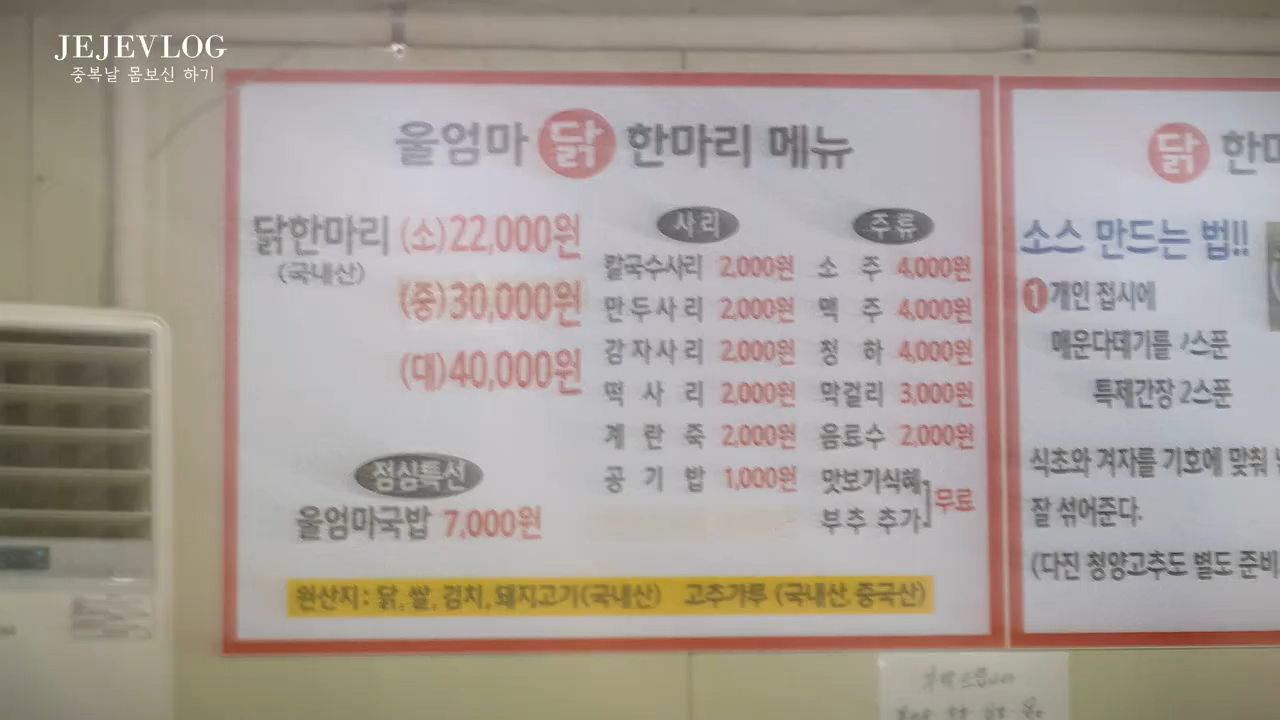 JEJEVLOG
중복날 몸보신 하기
울엄마 닭 한마리 메뉴
닭한마리 (소)22,000원
(국내산)
(중)30,000원
(대)40,000원
점심특선
울엄마국밥 7,000원
사리
칼국수사리 2,000원
만두사리 2,000원
감자사리 2,000원
떡 사 리 2,000원
계 란 죽 2,000원
공 기 밥 1,000원
주류
소 주 4,000원
맥 주 4,000원
청 하 4,000원
막걸리 3,000원
음료수 2,000원
맛보기식혜
부추 추가
무료
원산지: 닭, 쌀, 김치, 돼지고기(국내산) 고추가루 (국내산, 중국산)
닭
소스 만드는 법!!
1 개인 접시에
매운다데기를 1스푼
특제간장 2스푼
식초와 겨자를 기호에 맞춰
잘 섞어준다.
(다진 청양고추도 별도 준비